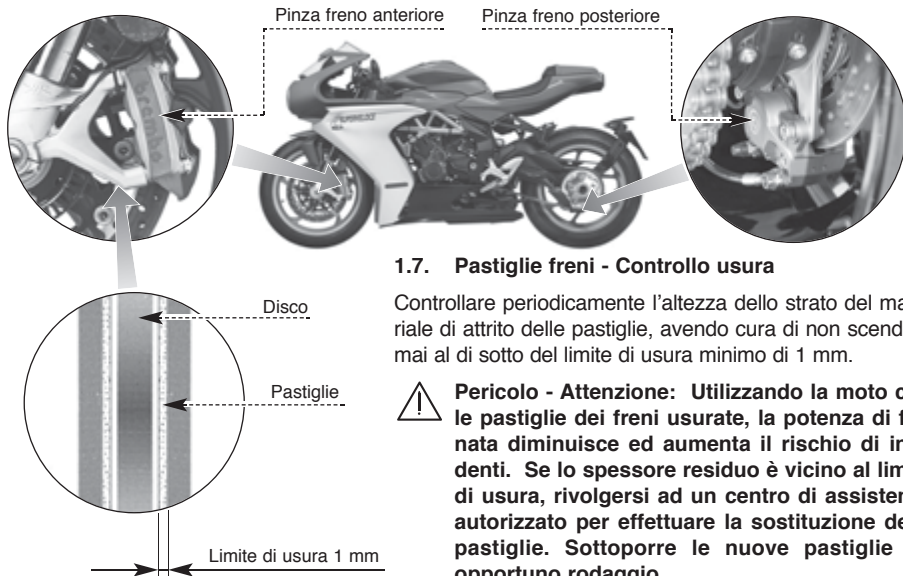 Pinza freno anteriore
Pinza freno posteriore
brembo
1.7. Pastiglie freni - Controllo usura
Controllare periodicamente l’altezza dello strato del ma
riale di attrito delle pastiglie, avendo cura di non scend
mai al di sotto del limite di usura minimo di 1 mm.
Disco
Pastiglie
Limite di usura 1 mm
Pericolo - Attenzione: Utilizzando la moto c
le pastiglie dei freni usurate, la potenza di f
nata diminuisce ed aumenta il rischio di in
denti. Se lo spessore residuo è vicino al lim
di usura, rivolgersi ad un centro di assisten
autorizzato per effettuare la sostituzione de
pastiglie. Sottoporre le nuove pastiglie
opportuno rodaggio.